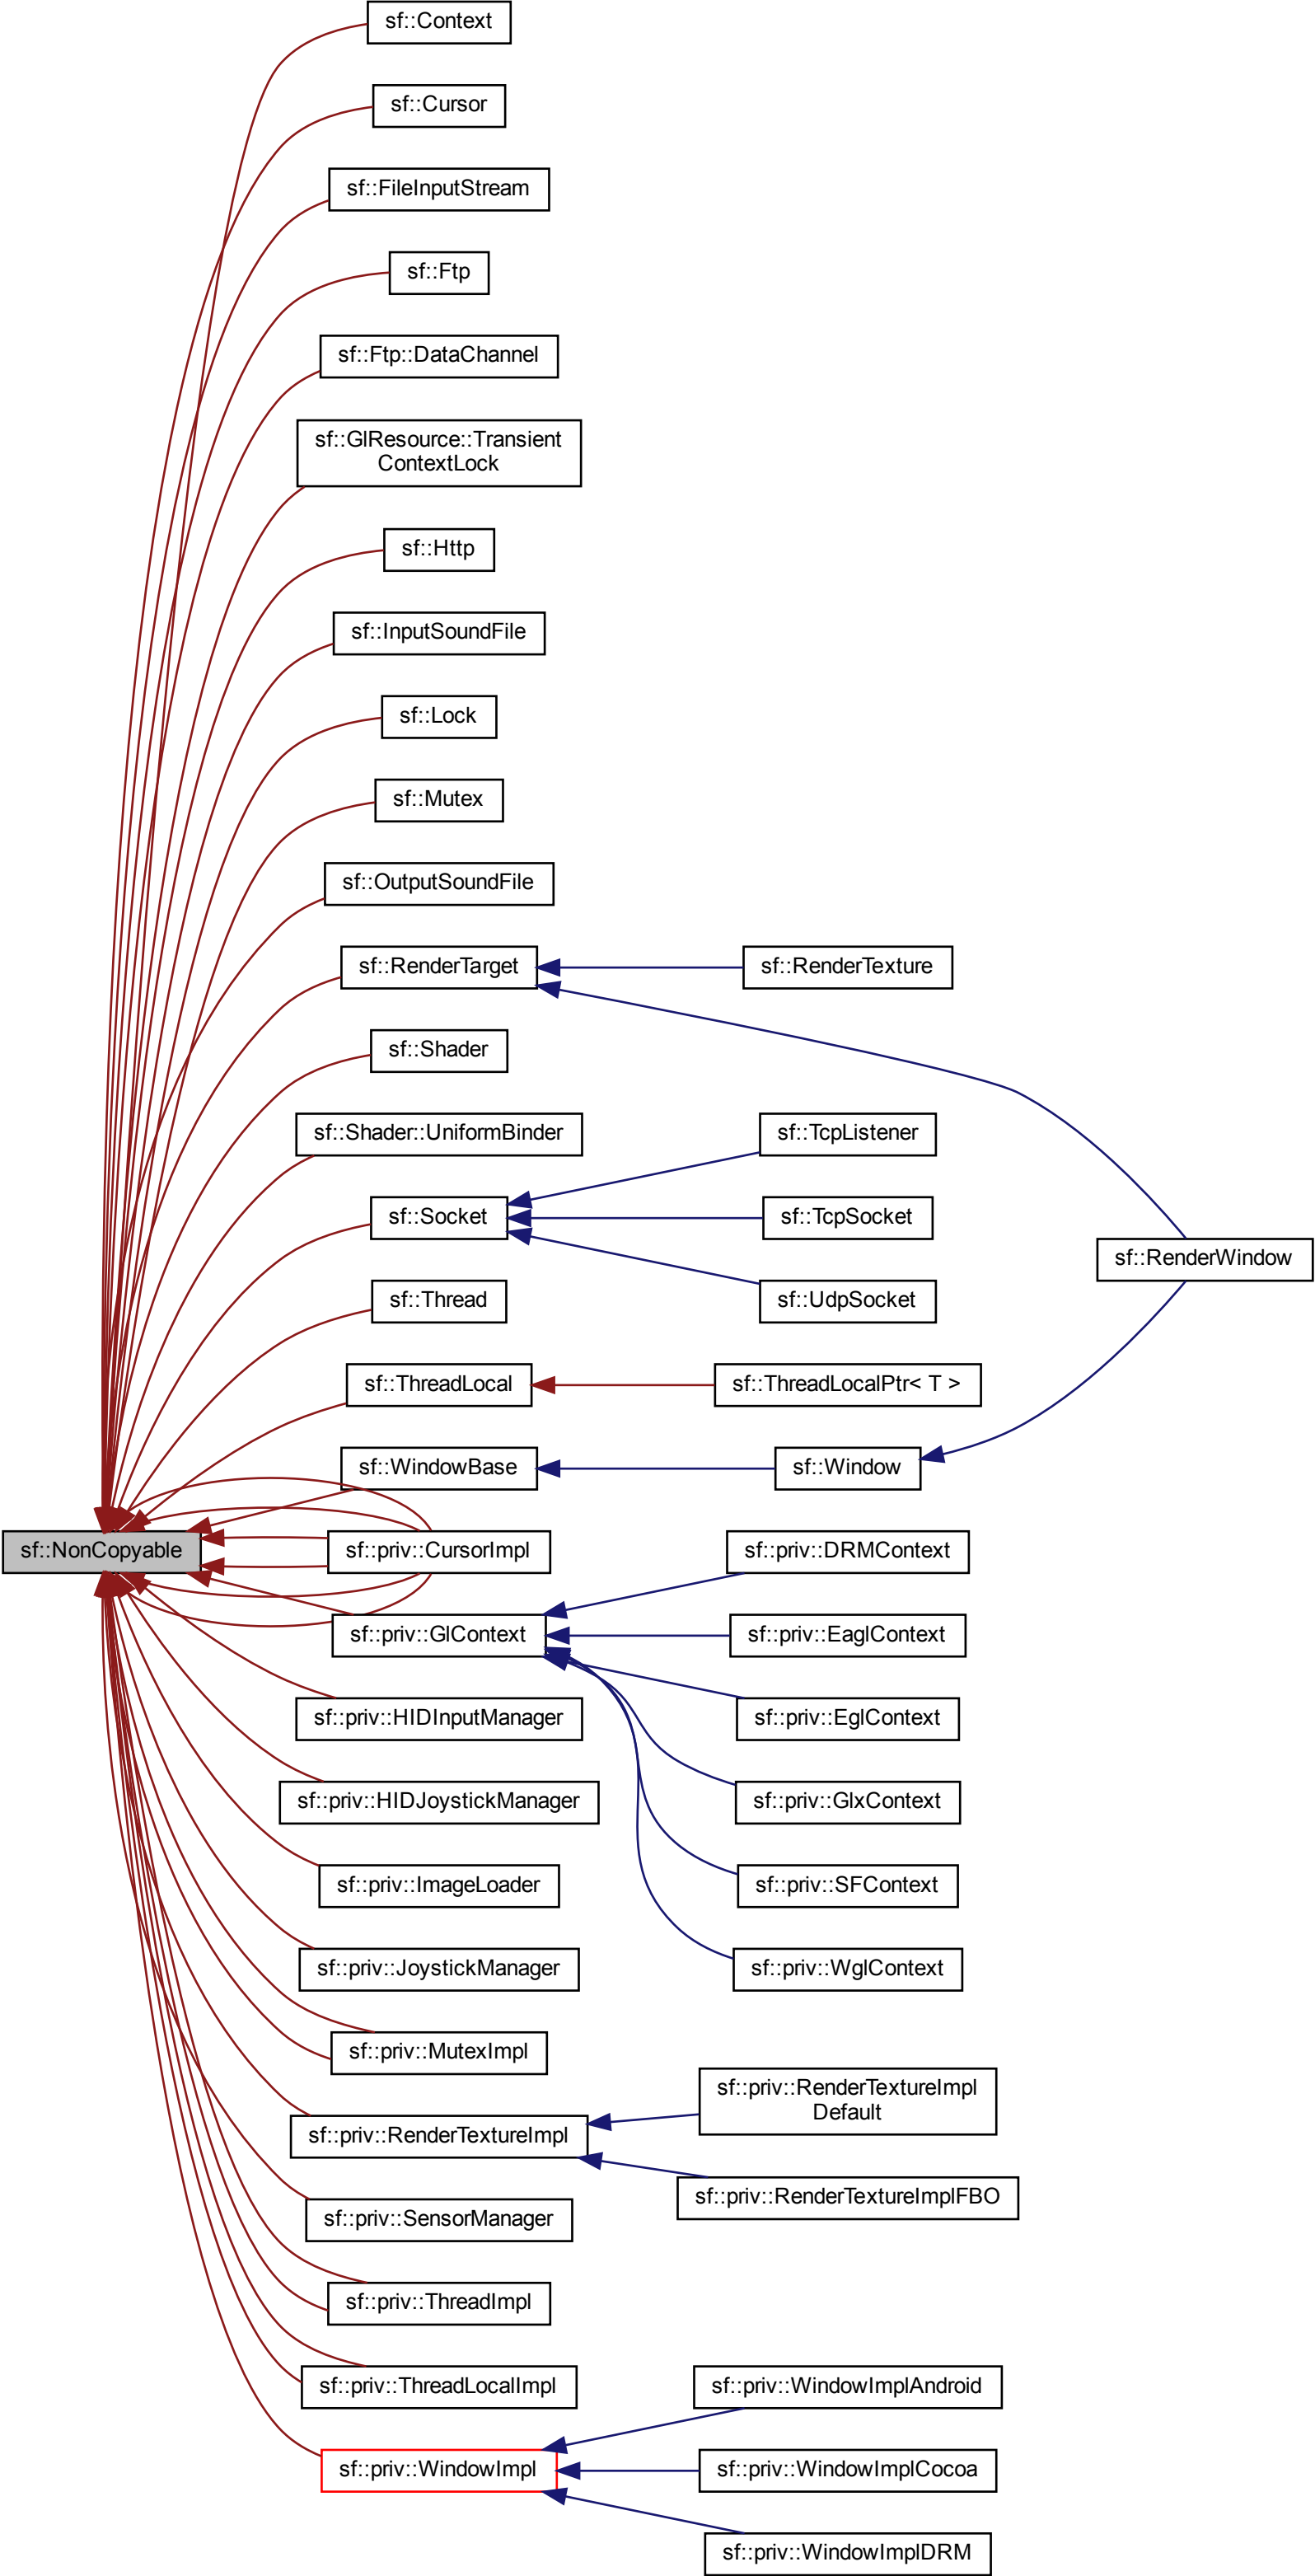 sf::Context
sf::Cursor
sf::FileInputStream
sf::Ftp
sf::Ftp::DataChannel
sf::GlResource::Transient
ContextLock
sf::Http
sf::InputSoundFile
sf::Lock
sf::Mutex
sf::OutputSoundFile
sf::RenderTarget
sf::RenderTexture
sf::Shader
sf::Shader::UniformBinder
sf::TcpListener
sf::Socket
sf::TcpSocket
sf::RenderWindow
sf::Thread
sf::UdpSocket
sf::ThreadLocal
sf::ThreadLocalPtr< T >
sf::WindowBase
sf::Window
sf::NonCopyable
sf::priv::CursorImpl
sf::priv::DRMContext
sf::priv::GlContext
sf::priv::EaglContext
sf::priv::HIDInputManager
sf::priv::EglContext
sf::priv::HIDJoystickManager
sf::priv::GlxContext
sf::priv::ImageLoader
sf::priv::SFContext
sf::priv::JoystickManager
sf::priv::WglContext
sf::priv::MutexImpl
sf::priv::RenderTextureImpl
Default
sf::priv::RenderTextureImpl
sf::priv::RenderTextureImplFBO
sf::priv::SensorManager
sf::priv::ThreadImpl
sf::priv::ThreadLocalImpl
sf::priv::WindowImplAndroid
sf::priv::WindowImpl
sf::priv::WindowImplCocoa
sf::priv::WindowImplDRM